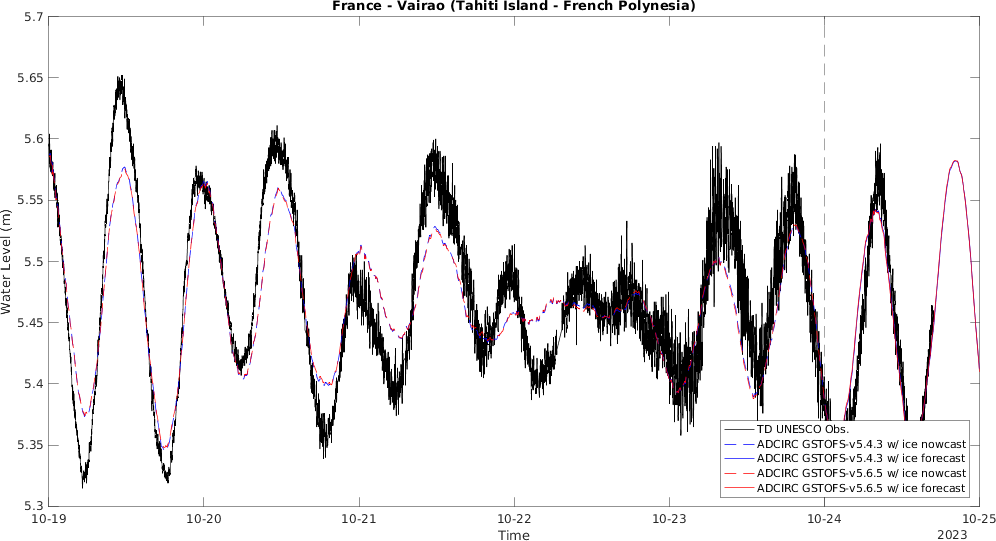 France - Vairao (Tahiti Island - French Polynesia)
5.7
5.65
5.6
5.55
5.5
5.45
5.4
5.35
5.3
Water Level (m)
TD UNESCO Obs.
ADCIRC GSTOFS-v5.4.3 w/ ice nowcast
ADCIRC GSTOFS-v5.4.3 w/ ice forecast
ADCIRC GSTOFS-v5.6.5 w/ ice nowcast
ADCIRC GSTOFS-v5.6.5 w/ ice forecast
10-19 10-20 10-21 10-22 10-23 10-24 10-25
Time
2023